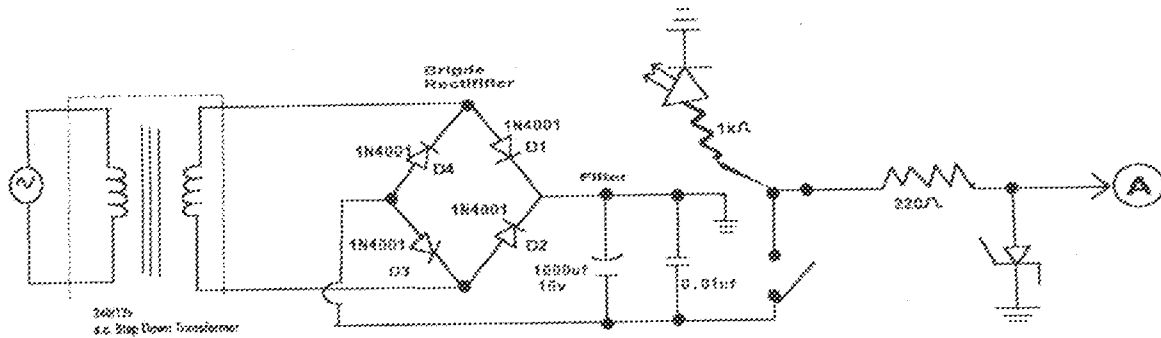 Brigde
Rectifilter
1N4001
D1
1N4001
D4
1kΩ
Filter
1N4001
D2
1N4001
D3
1000uf
16v
0.01uf
220Ω
A
a.c. Step Down Transformer